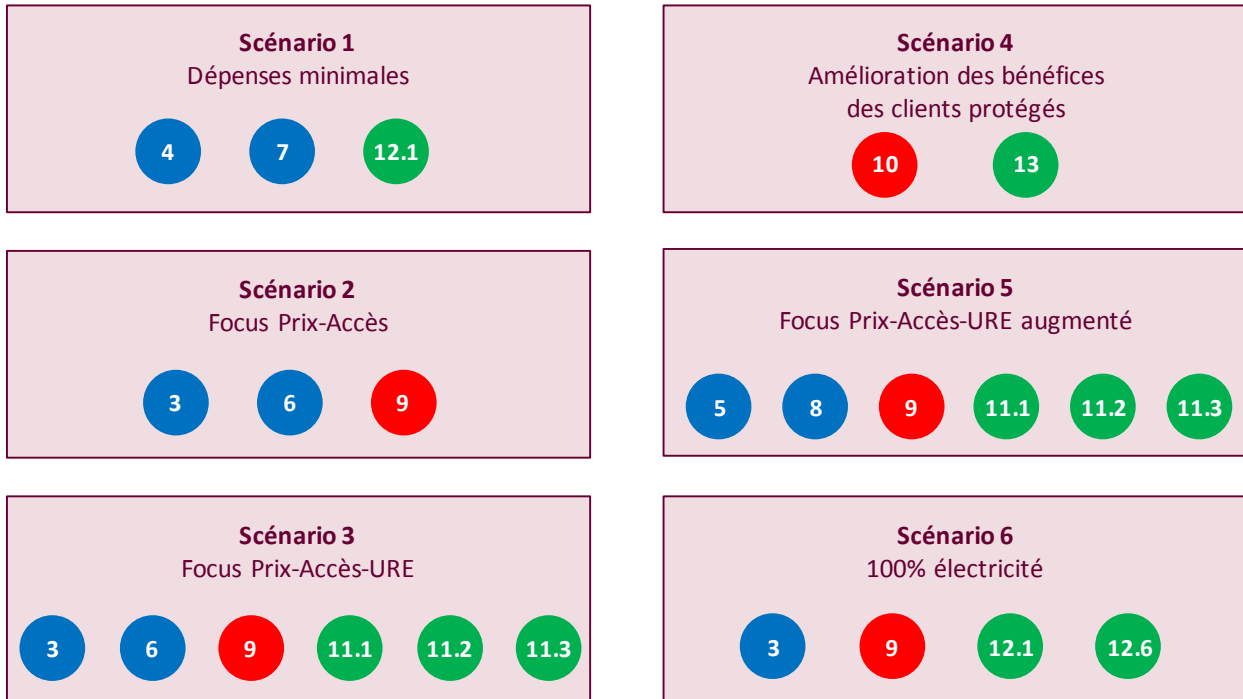 Scénario 1
Dépenses minimales
4 7 12.1
Scénario 4
Amélioration des bénéfices
des clients protégés
10 13
Scénario 2
Focus Prix-Accès
3 6 9
Scénario 5
Focus Prix-Accès-URE augmenté
5 8 9 11.1 11.2 11.3
Scénario 3
Focus Prix-Accès-URE
3 6 9 11.1 11.2 11.3
Scénario 6
100% électricité
3 9 12.1 12.6